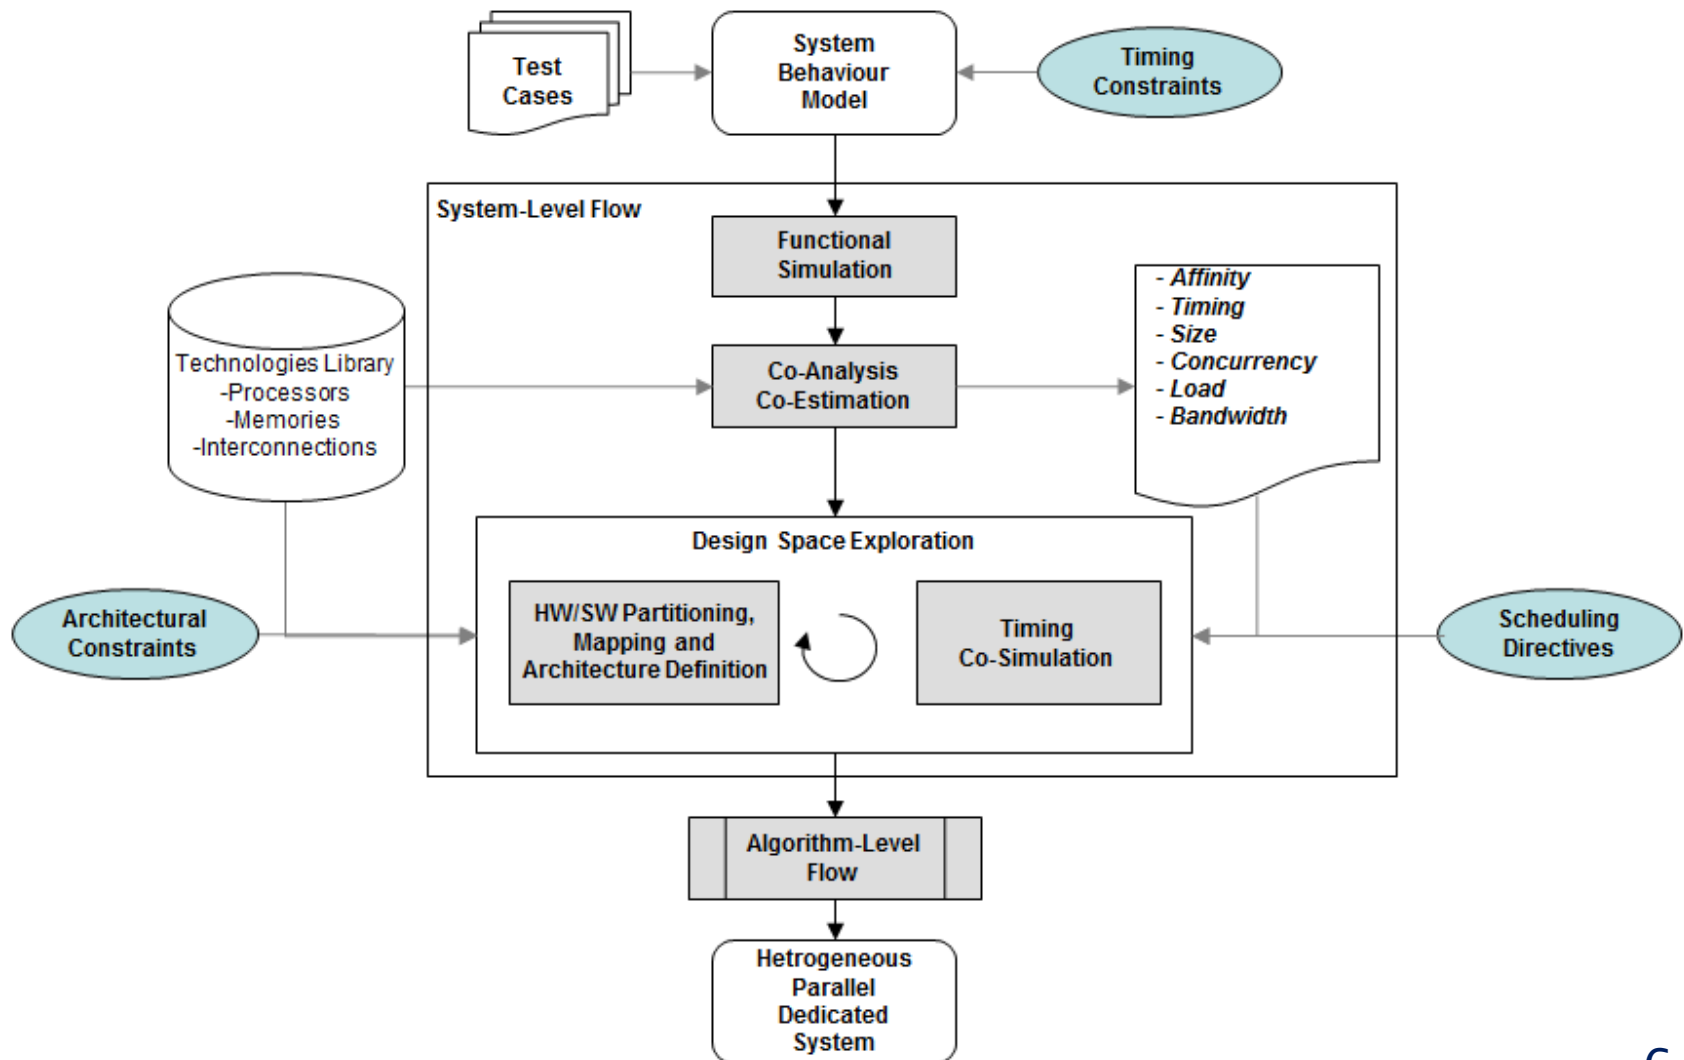 Test
Cases
System
Behaviour
Model
Timing
Constraints
System-Level Flow
Functional
Simulation
Technologies Library
-Processors
-Memories
-Interconnections
Co-Analysis
Co-Estimation
- Affinity
- Timing
- Size
- Concurrency
- Load
- Bandwidth
Design Space Exploration
Architectural
Constraints
HW/SW Partitioning,
Mapping and
Architecture Definition
Timing
Co-Simulation
Scheduling
Directives
Algorithm-Level
Flow
Hetrogeneous
Parallel
Dedicated
System